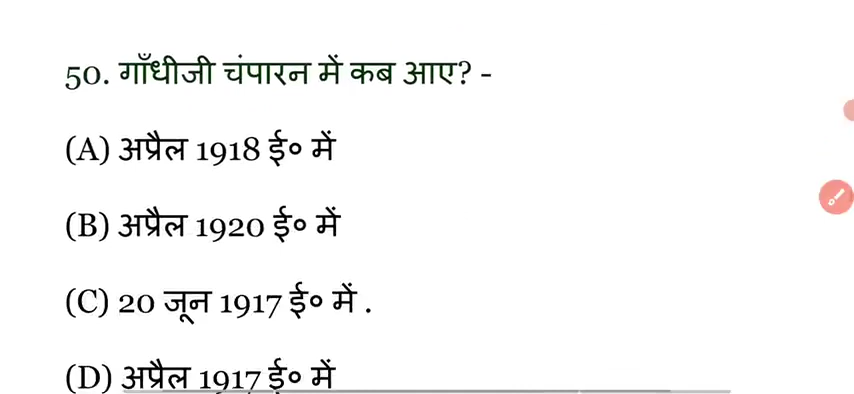 50. गाँधीजी चंपारन में कब आए? -
(A) अप्रैल 1918 ई० में
(B) अप्रैल 1920 ई० में
(C) 20 जून 1917 ई० में .
(D) अप्रैल 1917 ई० में